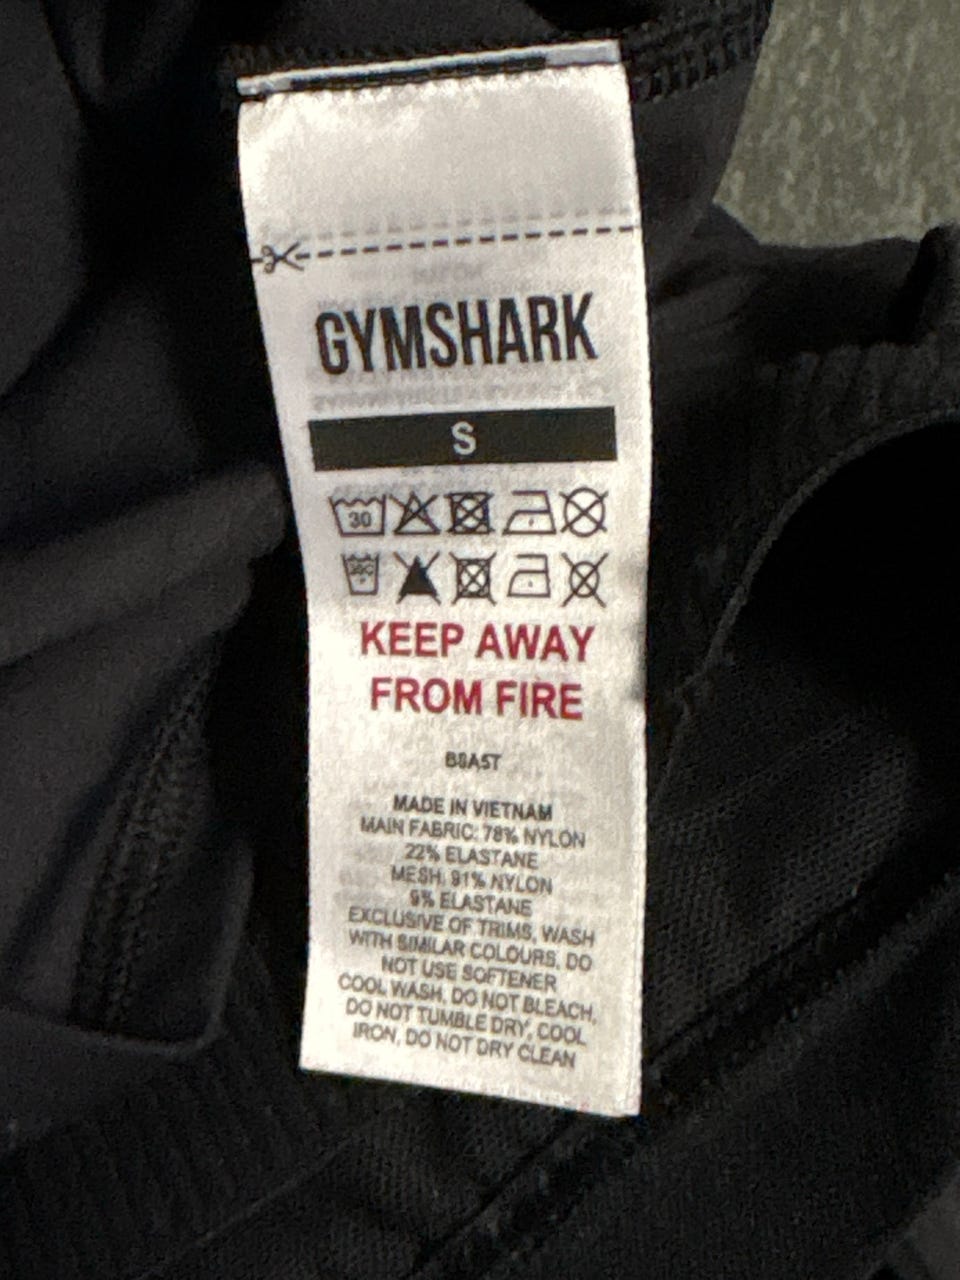 GYMSHARK
S
30
KEEP AWAY
FROM FIRE
MADE IN VIETNAM
MAIN FABRIC: 78% NYLON
22% ELASTANE
MESH: 91% NYLON
9% ELASTANE
EXCLUSIVE OF TRIMS, WASH
WITH SIMILAR COLOURS, DO
NOT USE SOFTENER
COOL WASH, DO NOT BLEACH,
DO NOT TUMBLE DRY, COOL
IRON, DO NOT DRY CLEAN